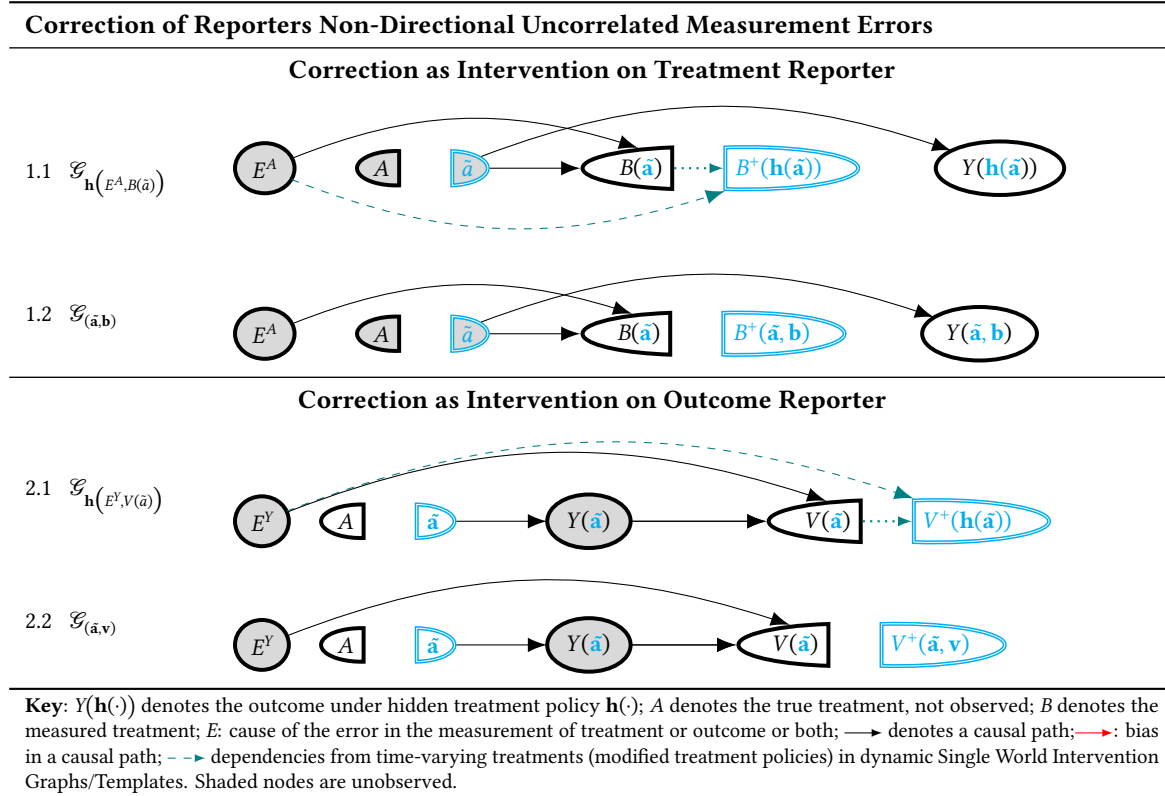 Correction of Reporters Non-Directional Uncorrelated Measurement Errors
Correction as Intervention on Treatment Reporter
1.1 𝒢_h(E^A, B(ã)) E^A A ã B(ã) B⁺(h(ã)) Y(h(ã))
1.2 𝒢_(ã,b) E^A A ã B(ã) B⁺(ã, b) Y(ã, b)
Correction as Intervention on Outcome Reporter
2.1 𝒢_h(E^Y, V(ã)) E^Y A ã Y(ã) V(ã) V⁺(h(ã))
2.2 𝒢_(ã,v) E^Y A ã Y(ã) V(ã) V⁺(ã, v)
Key: Y(h(·)) denotes the outcome under hidden treatment policy h(·); A denotes the true treatment, not observed; B denotes the
measured treatment; E: cause of the error in the measurement of treatment or outcome or both; denotes a causal path; : bias
in a causal path; dependencies from time-varying treatments (modified treatment policies) in dynamic Single World Intervention
Graphs/Templates. Shaded nodes are unobserved.